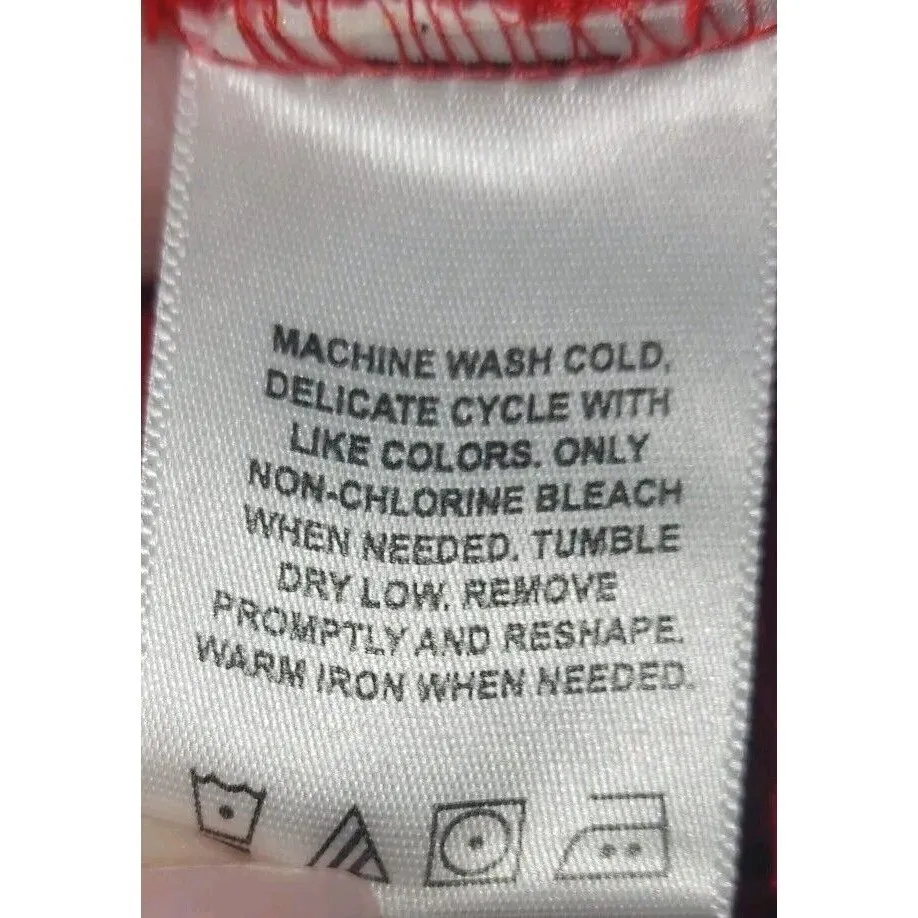 MACHINE WASH COLD,
DELICATE CYCLE WITH
LIKE COLORS. ONLY
NON-CHLORINE BLEACH
WHEN NEEDED. TUMBLE
DRY LOW. REMOVE
PROMPTLY AND RESHAPE.
WARM IRON WHEN NEEDED.